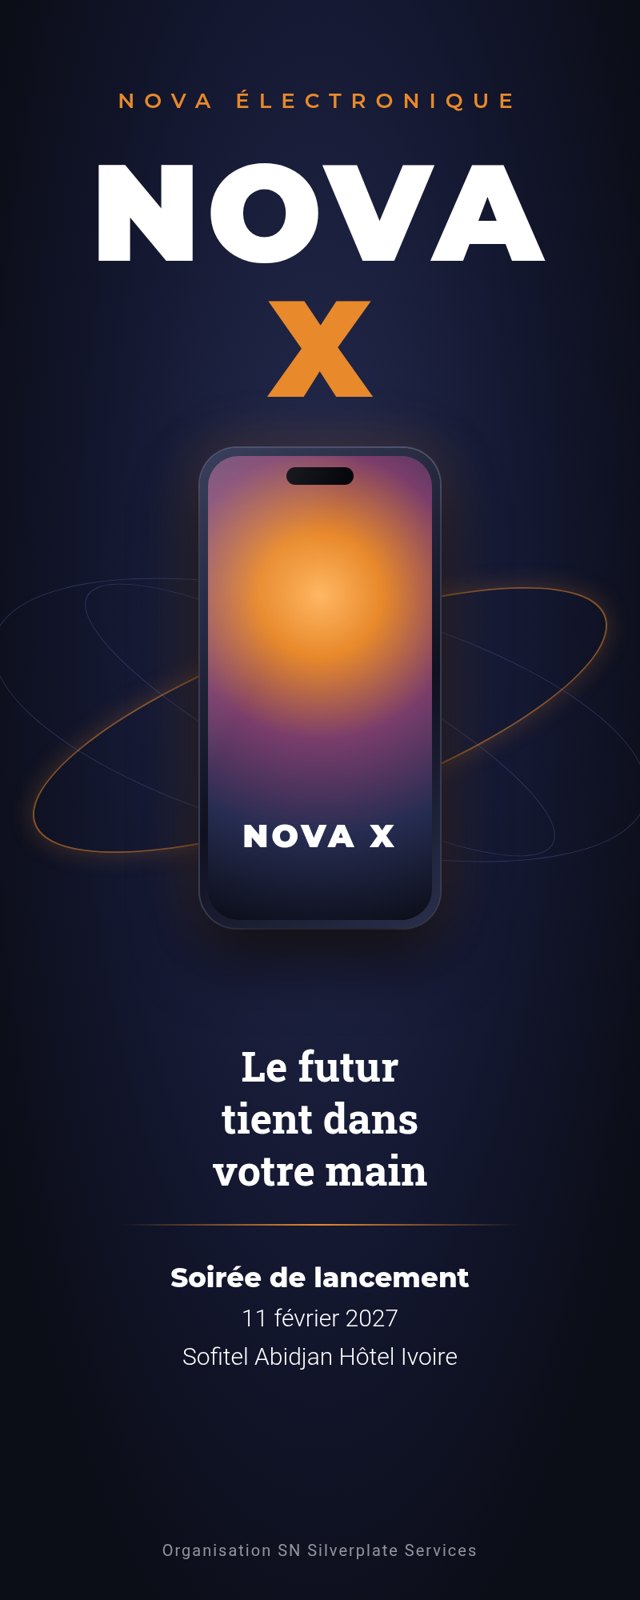 NOVA ÉLECTRONIQUE
NOVA
X
NOVA X
Le futur
tient dans
votre main
Soirée de lancement
11 février 2027
Sofitel Abidjan Hôtel Ivoire
Organisation SN Silverplate Services